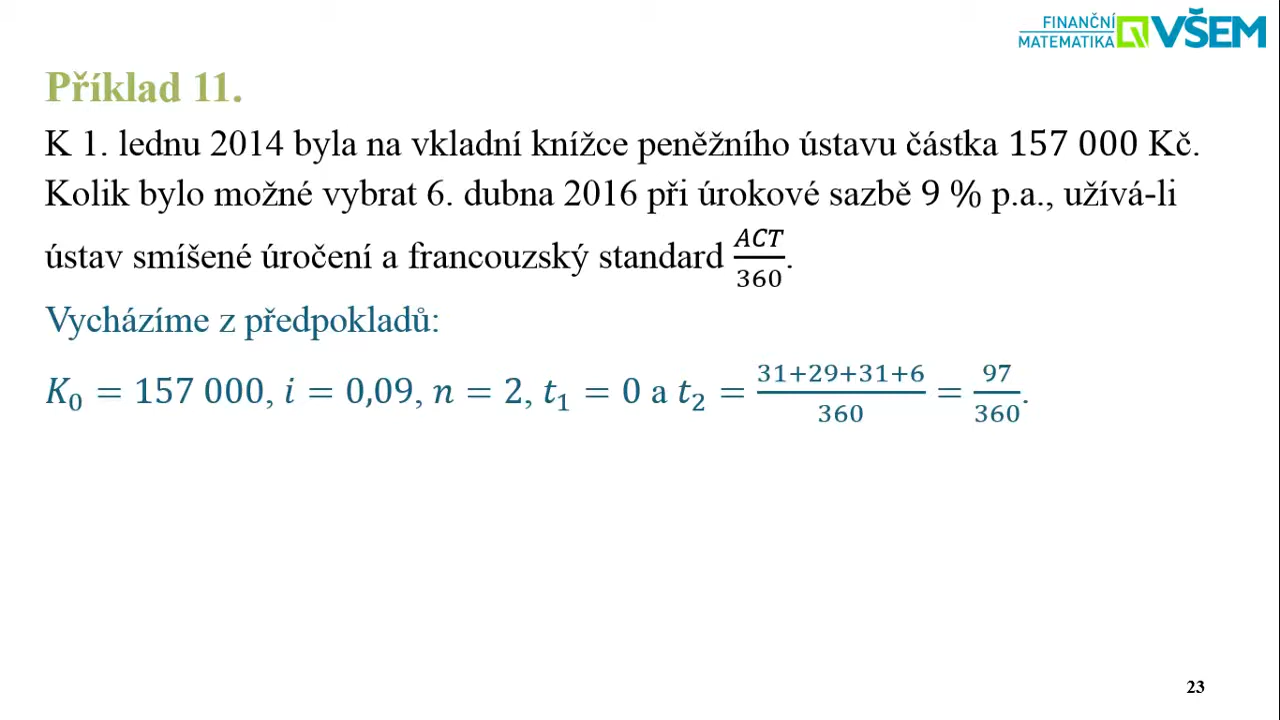 FINANČNÍ
MATEMATIKA VŠEM
Příklad 11.
K 1. lednu 2014 byla na vkladní knížce peněžního ústavu částka 157 000 Kč.
Kolik bylo možné vybrat 6. dubna 2016 při úrokové sazbě 9 % p.a., užívá-li
ústav smíšené úročení a francouzský standard ACT/360.
Vycházíme z předpokladů:
K₀ = 157 000, i = 0,09, n = 2, t₁ = 0 a t₂ = 31+29+31+6/360 = 97/360.
23